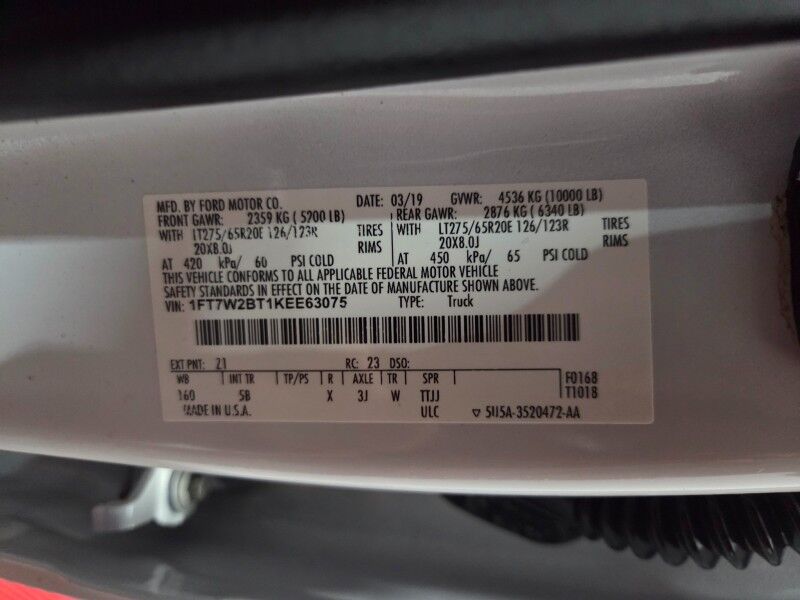 MFD. BY FORD MOTOR CO. DATE: 03/19 GVWR: 4536 KG (10000 LB)
FRONT GAWR: 2359 KG ( 5200 LB) REAR GAWR: 2876 KG ( 6340 LB)
WITH LT275/65R20E 126/123R TIRES WITH LT275/65R20E 126/123R TIRES
20X8.0J RIMS 20X8.0J RIMS
AT 420 kPa/ 60 PSI COLD AT 450 kPa/ 65 PSI COLD
THIS VEHICLE CONFORMS TO ALL APPLICABLE FEDERAL MOTOR VEHICLE
SAFETY STANDARDS IN EFFECT ON THE DATE OF MANUFACTURE SHOWN ABOVE.
VIN: 1FT7W2BT1KEE63075 TYPE: Truck
EXT PNT: Z1 RC: 23 DSO:
WB INT TR TP/PS R AXLE TR SPR F0168
160 5B X 3J W TTJJ T1018
MADE IN U.S.A. ULC ▽ 5U5A-3520472-AA